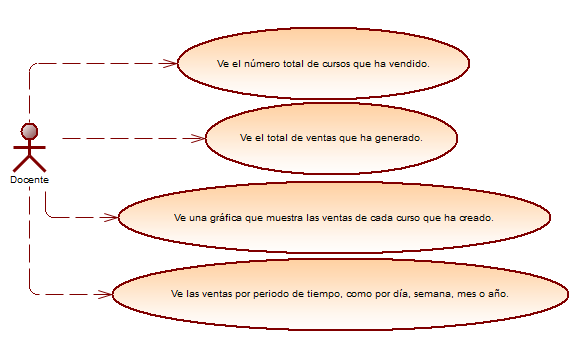 Ve el número total de cursos que ha vendido.
Ve el total de ventas que ha generado.
Docente
Ve una gráfica que muestra las ventas de cada curso que ha creado.
Ve las ventas por periodo de tiempo, como por día, semana, mes o año.